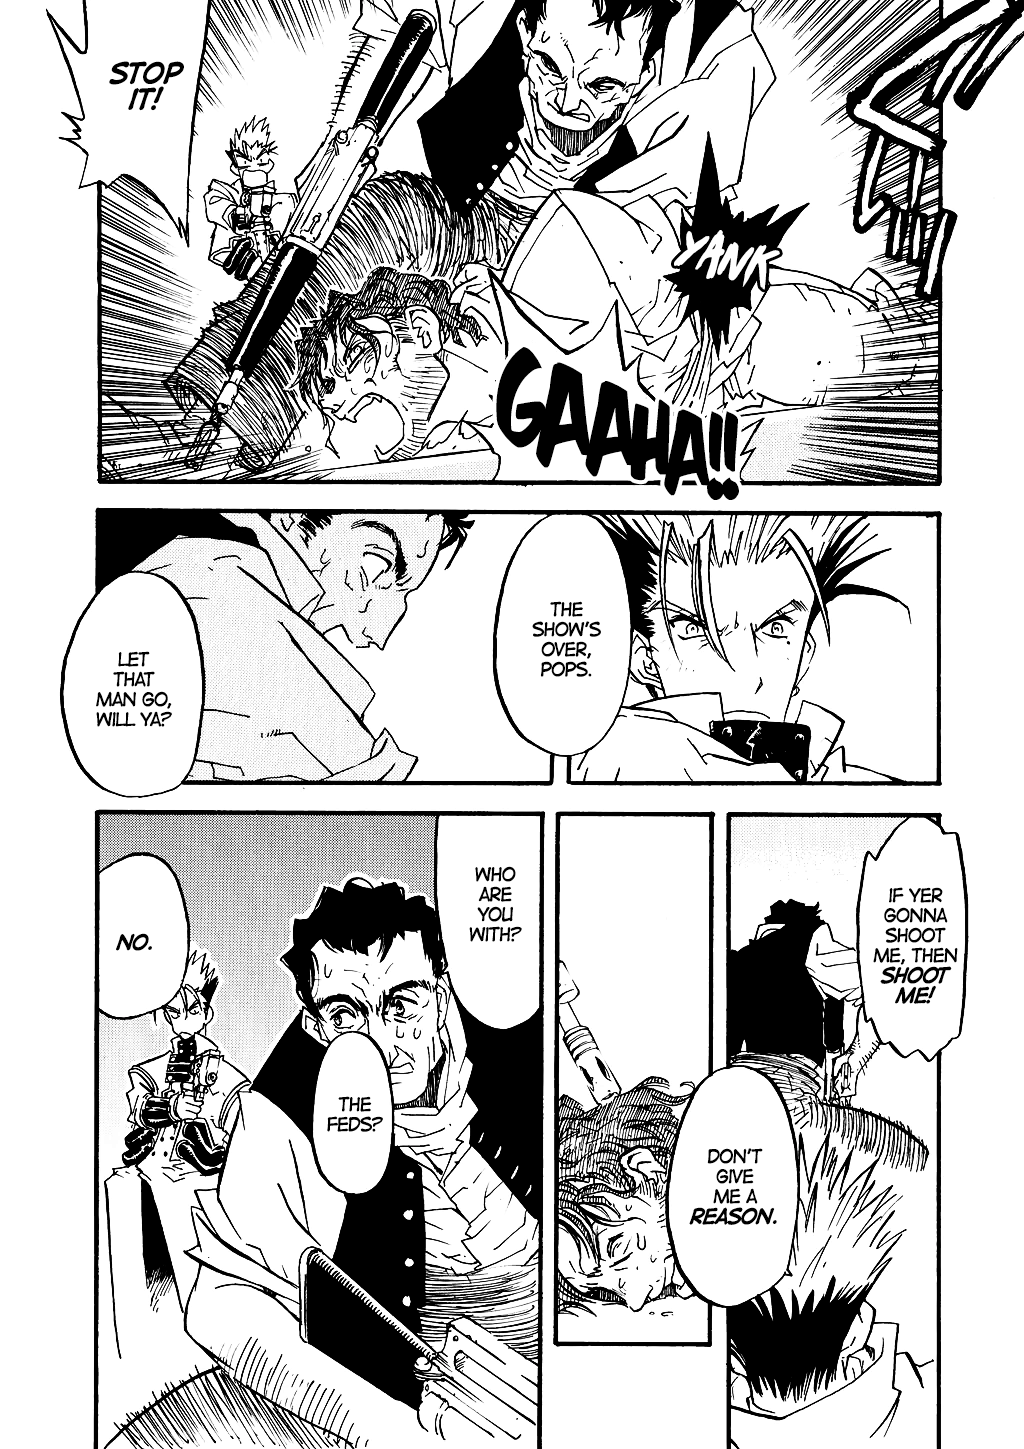 YANK
GAAHA!!
STOP
IT!
THE
SHOW'S
OVER,
POPS.
LET
THAT
MAN GO,
WILL YA?
IF YER
GONNA
SHOOT
ME, THEN
SHOOT
ME!
DON'T
GIVE
ME A
REASON.
WHO
ARE
YOU
WITH?
THE
FEDS?
NO.